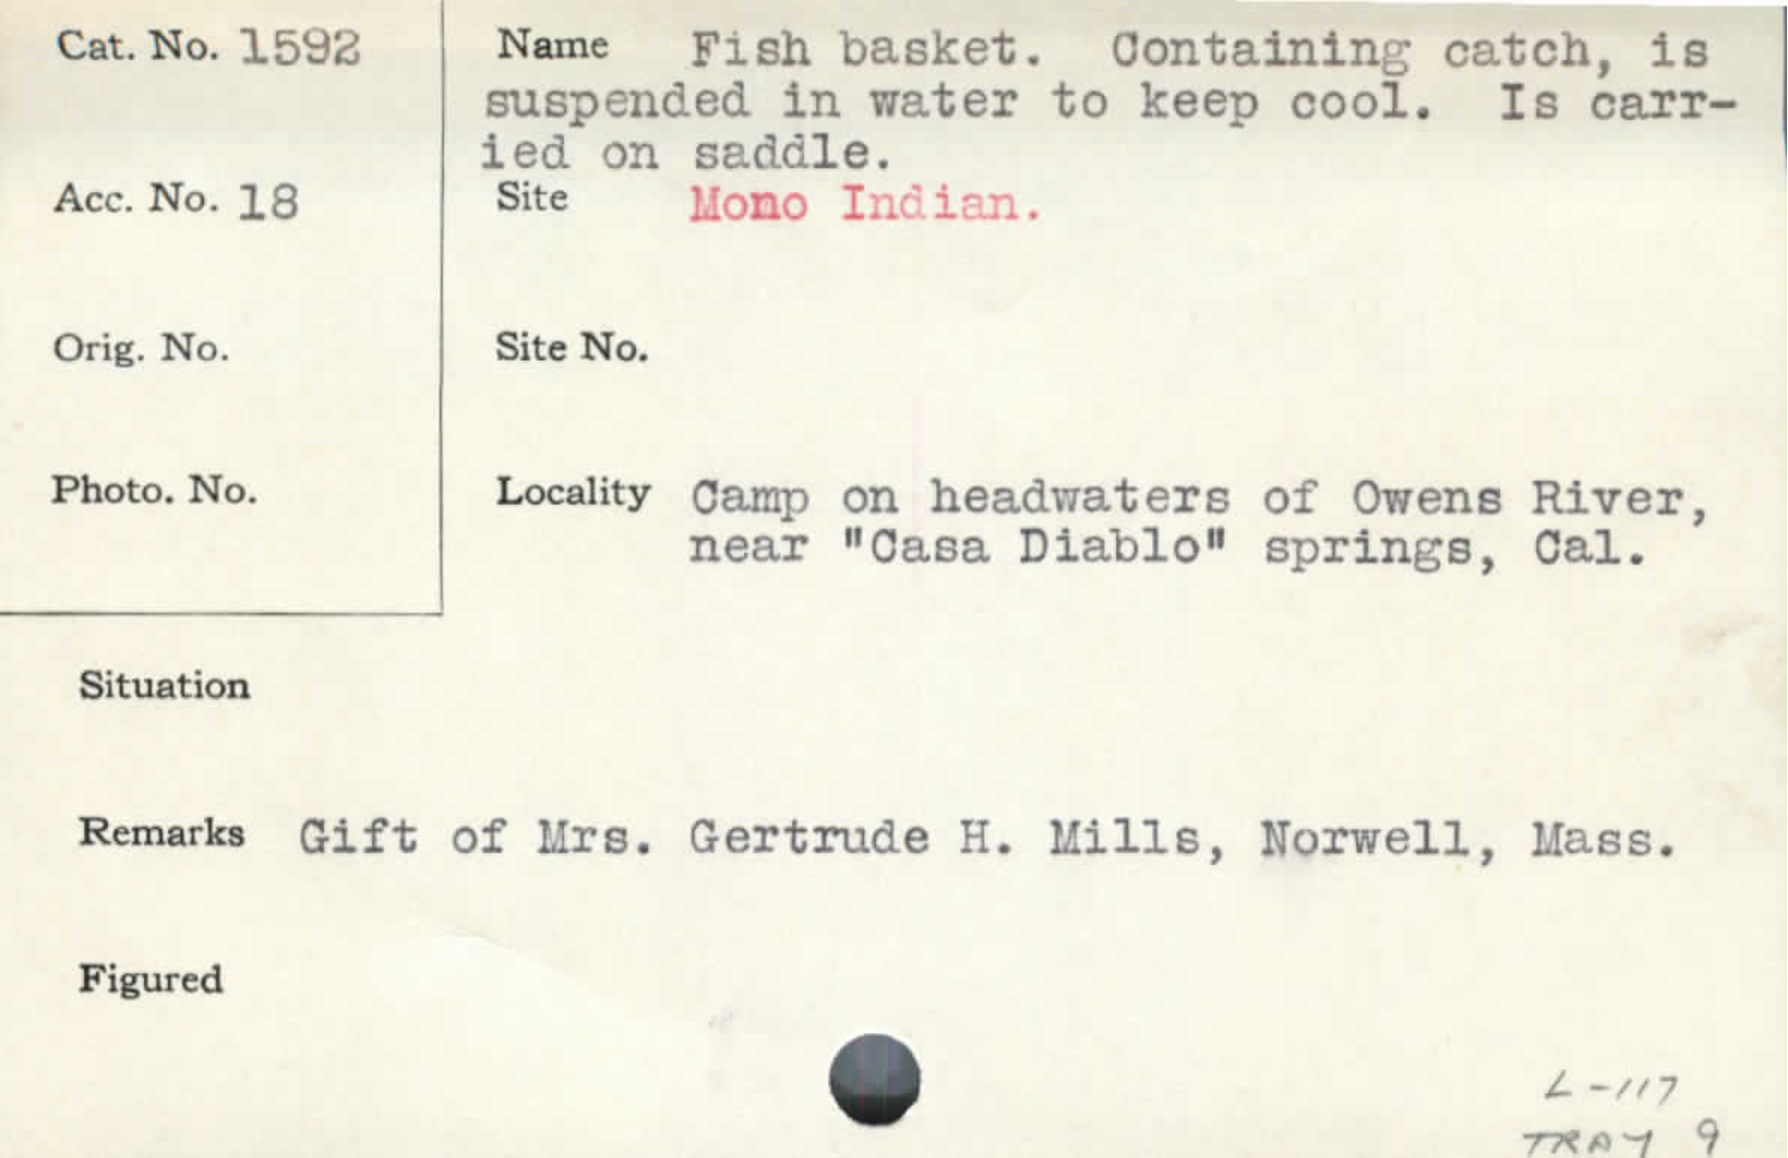 Cat. No. 1592
Name Fish basket. Containing catch, is
suspended in water to keep cool. Is carr-
ied on saddle.
Acc. No. 18
Site Mono Indian.
Orig. No.
Site No.
Photo. No.
Locality Camp on headwaters of Owens River,
near "Casa Diablo" springs, Cal.
Situation
Remarks Gift of Mrs. Gertrude H. Mills, Norwell, Mass.
Figured
L-117
TRAY 9